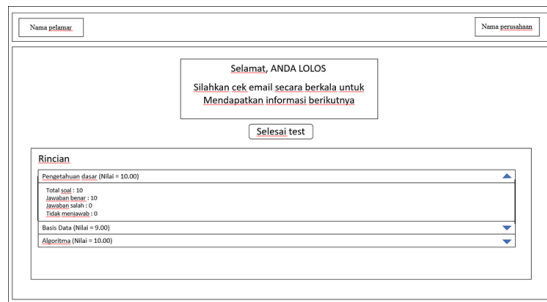 Nama pelamar
Nama perusahaan
Selamat, ANDA LOLOS
Silahkan cek email secara berkala untuk
Mendapatkan informasi berikutnya
Selesai test
Rincian
Pengetahuan dasar (Nilai = 10.00)
Total soal : 10
Jawaban benar : 10
Jawaban salah : 0
Tidak menjawab : 0
Basis Data (Nilai = 9.00)
Algoritma (Nilai = 10.00)